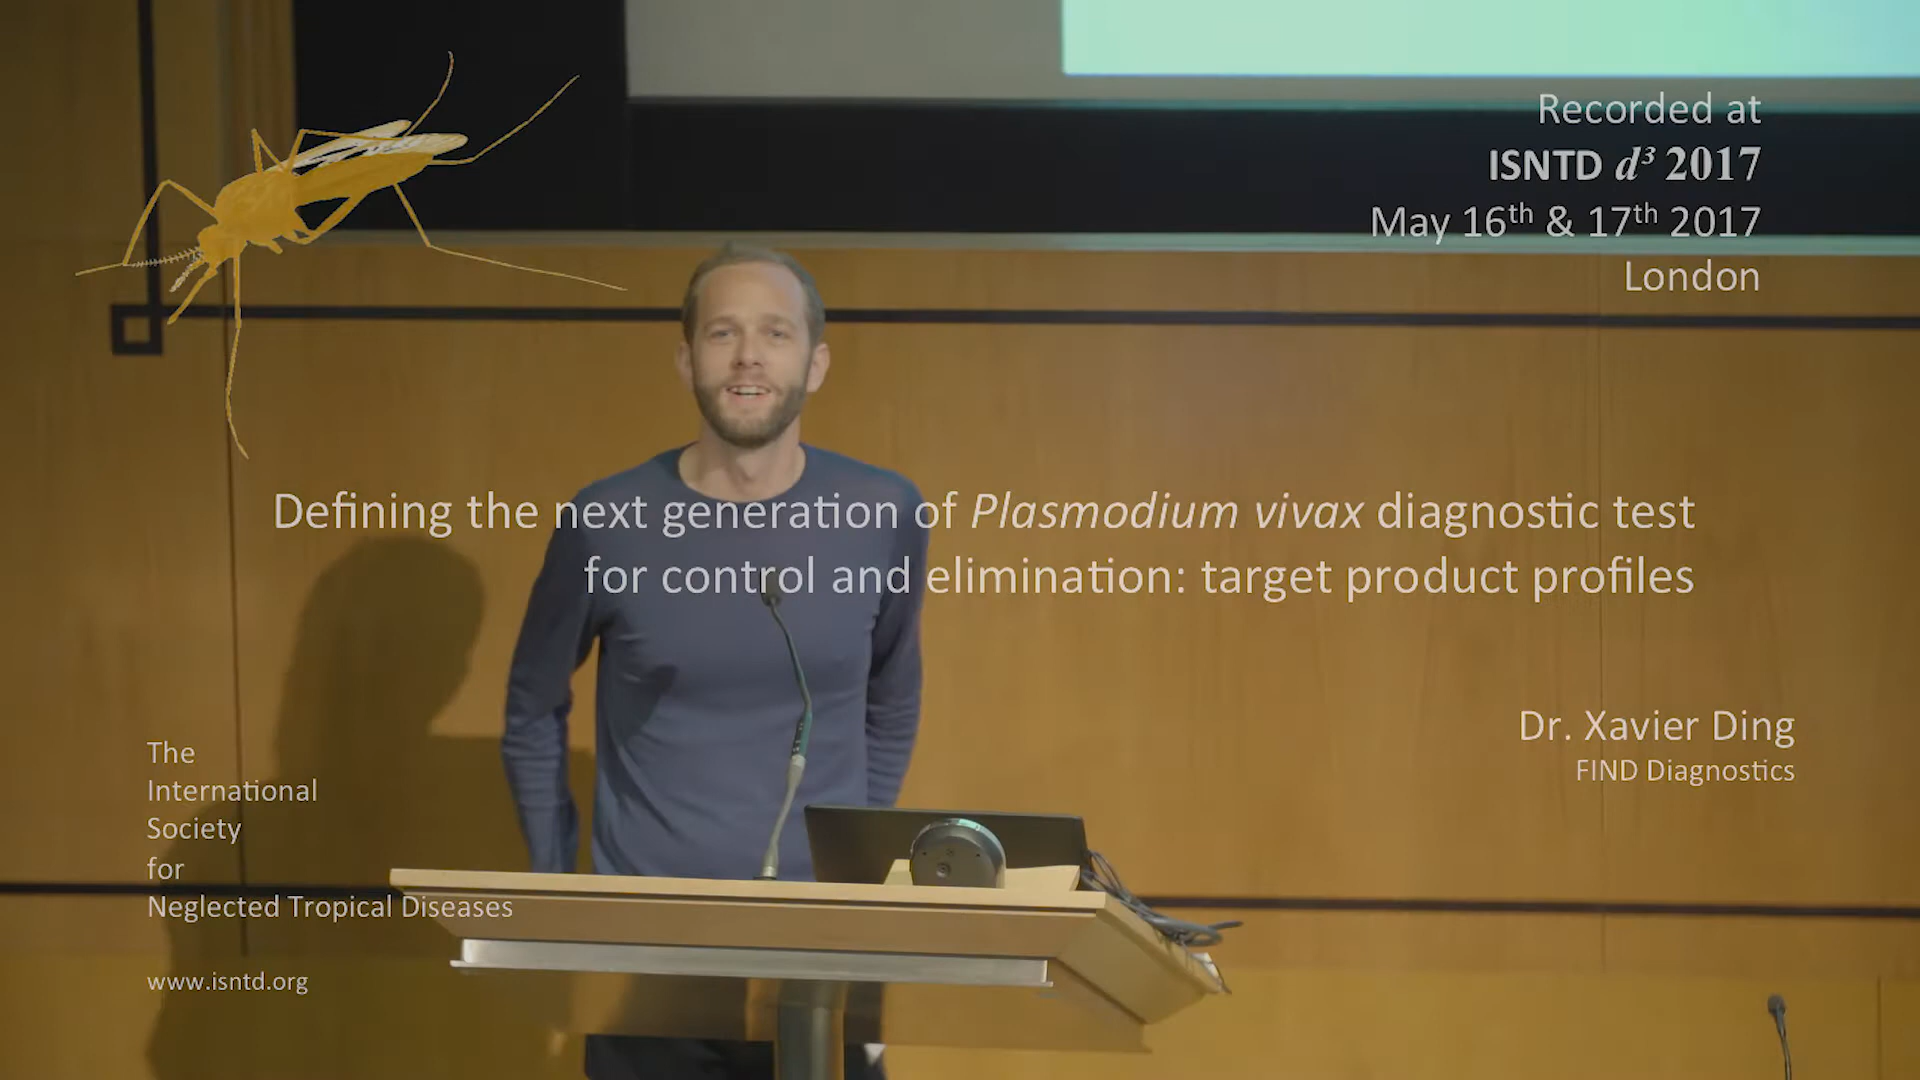 Recorded at
ISNTD d³ 2017
May 16th & 17th 2017
London
Defining the next generation of Plasmodium vivax diagnostic test
for control and elimination: target product profiles
Dr. Xavier Ding
FIND Diagnostics
The
International
Society
for
Neglected Tropical Diseases
www.isntd.org